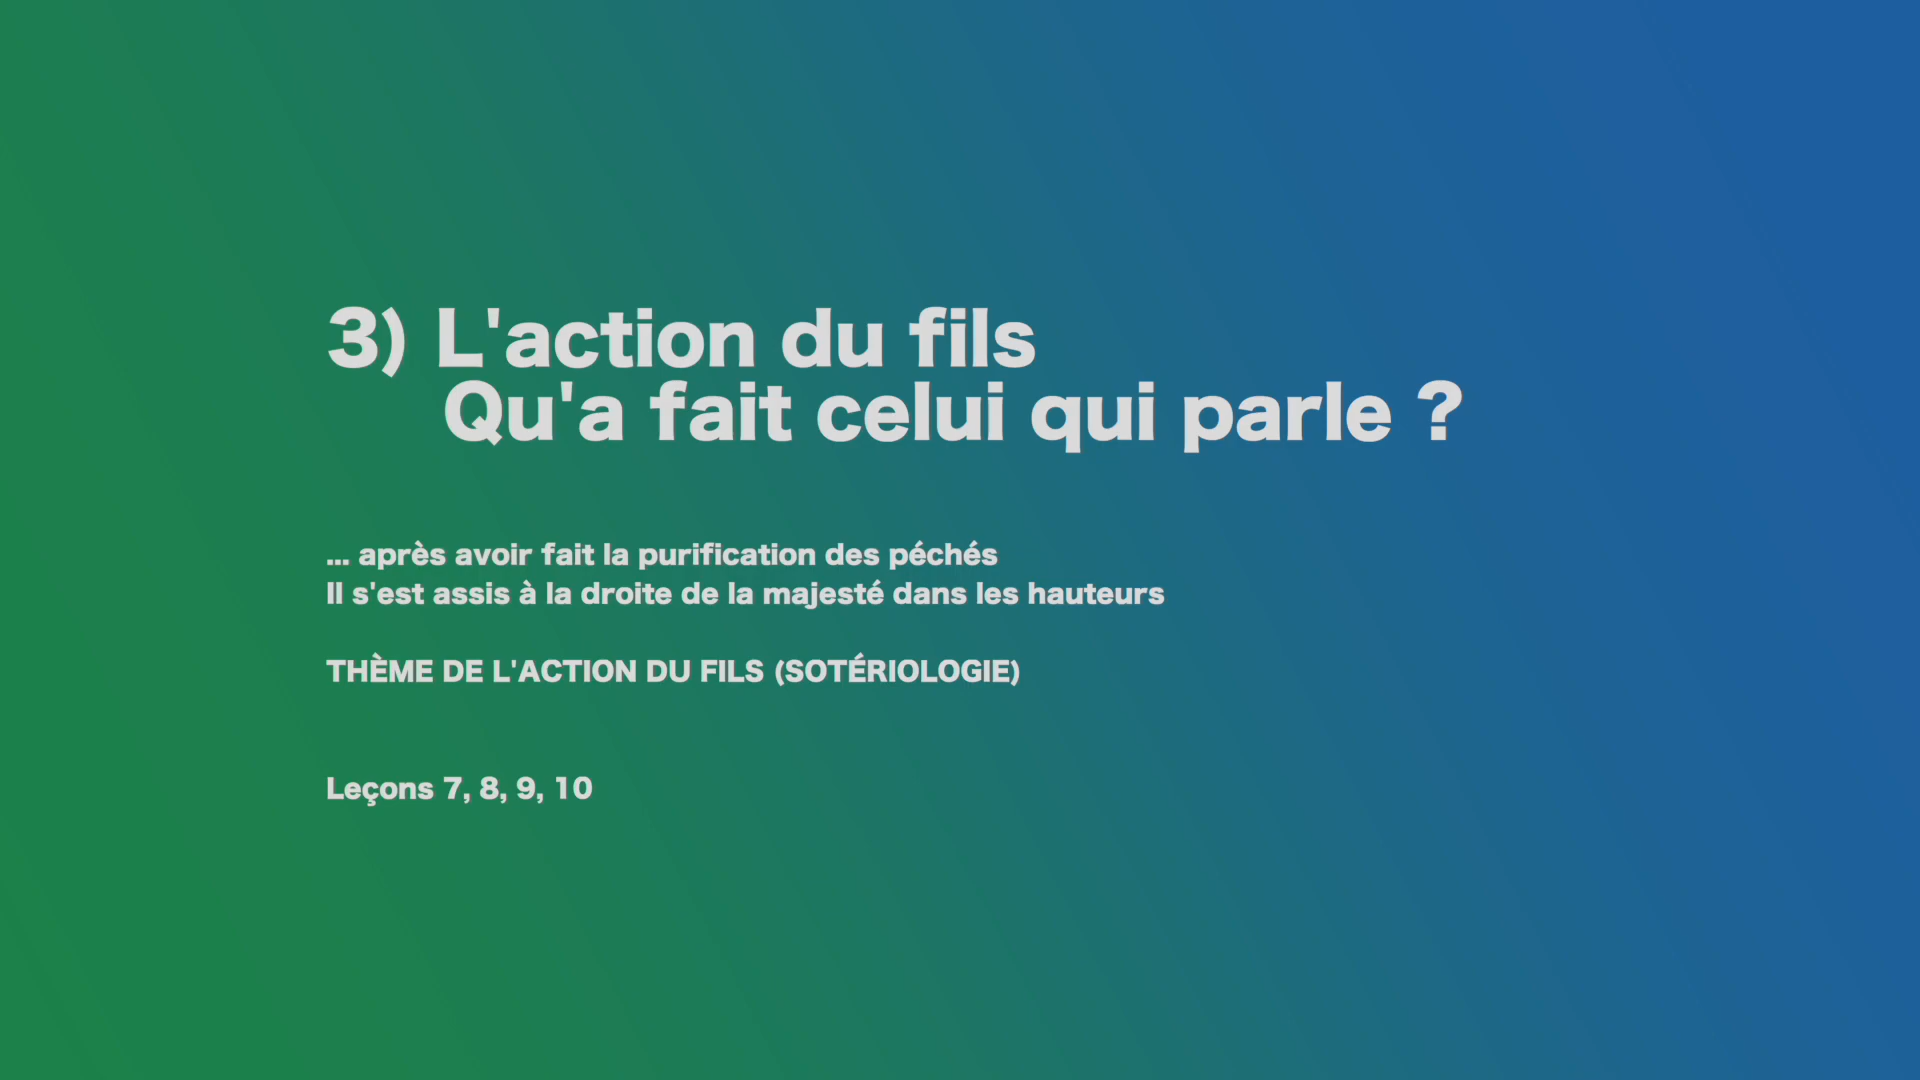 3) L'action du fils
Qu'a fait celui qui parle ?
... après avoir fait la purification des péchés
Il s'est assis à la droite de la majesté dans les hauteurs
THÈME DE L'ACTION DU FILS (SOTÉRIOLOGIE)
Leçons 7, 8, 9, 10